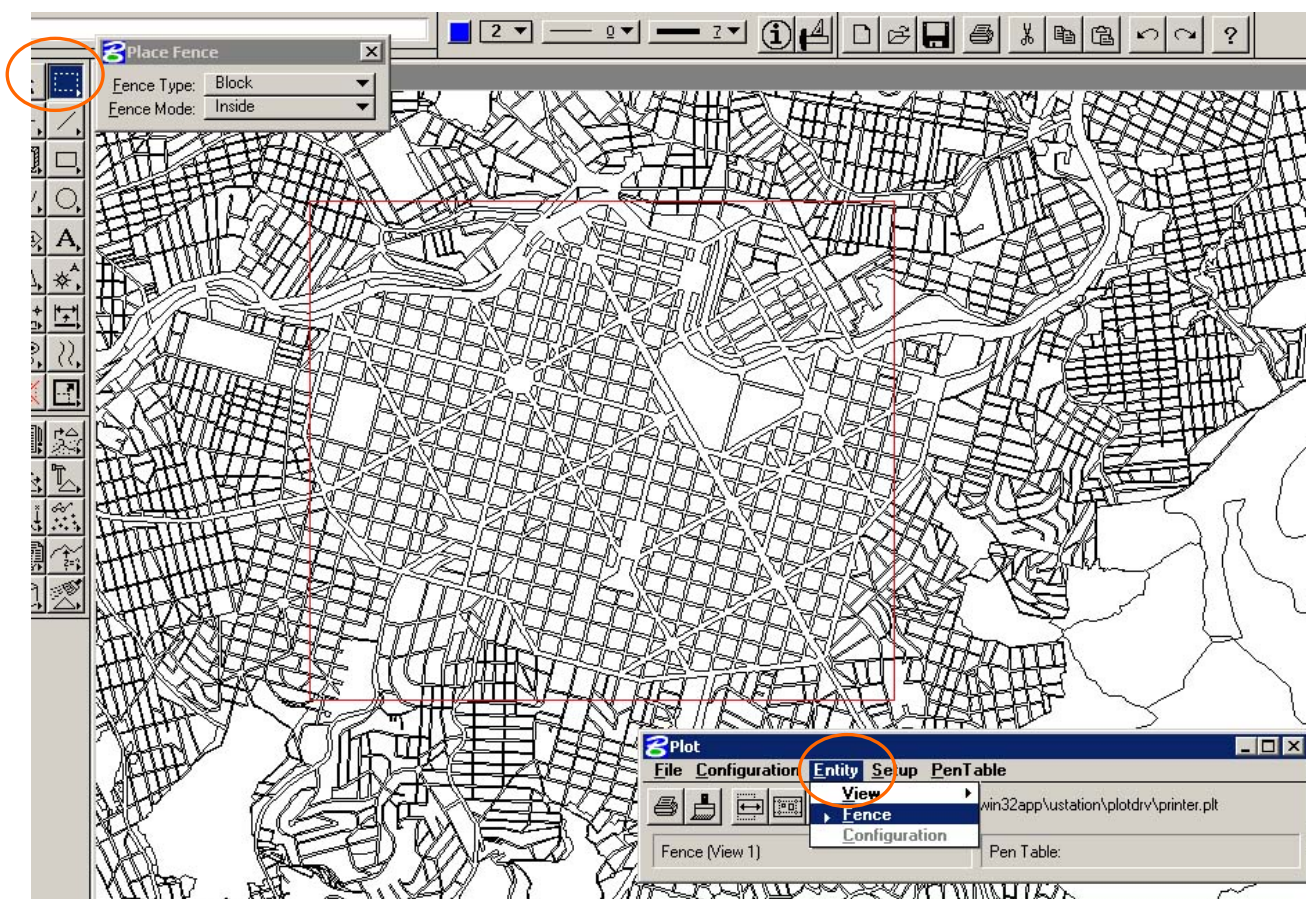 2 0 7 i ?
Place Fence
Fence Type: Block
Fence Mode: Inside
A
A
Plot
File Configuration Entity Setup PenTable
View
Fence
Configuration
win32app\ustation\plotdrv\printer.plt
Fence (View 1) Pen Table: